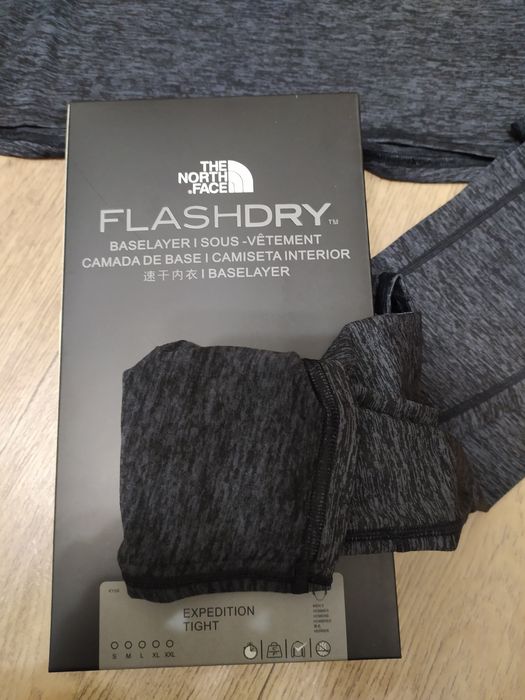 THE
NORTH
FACE
FLASHDRY™
BASELAYER I SOUS -VÊTEMENT
CAMADA DE BASE I CAMISETA INTERIOR
速干内衣 I BASELAYER
EXPEDITION
TIGHT
S M L XL XXL
MEN'S